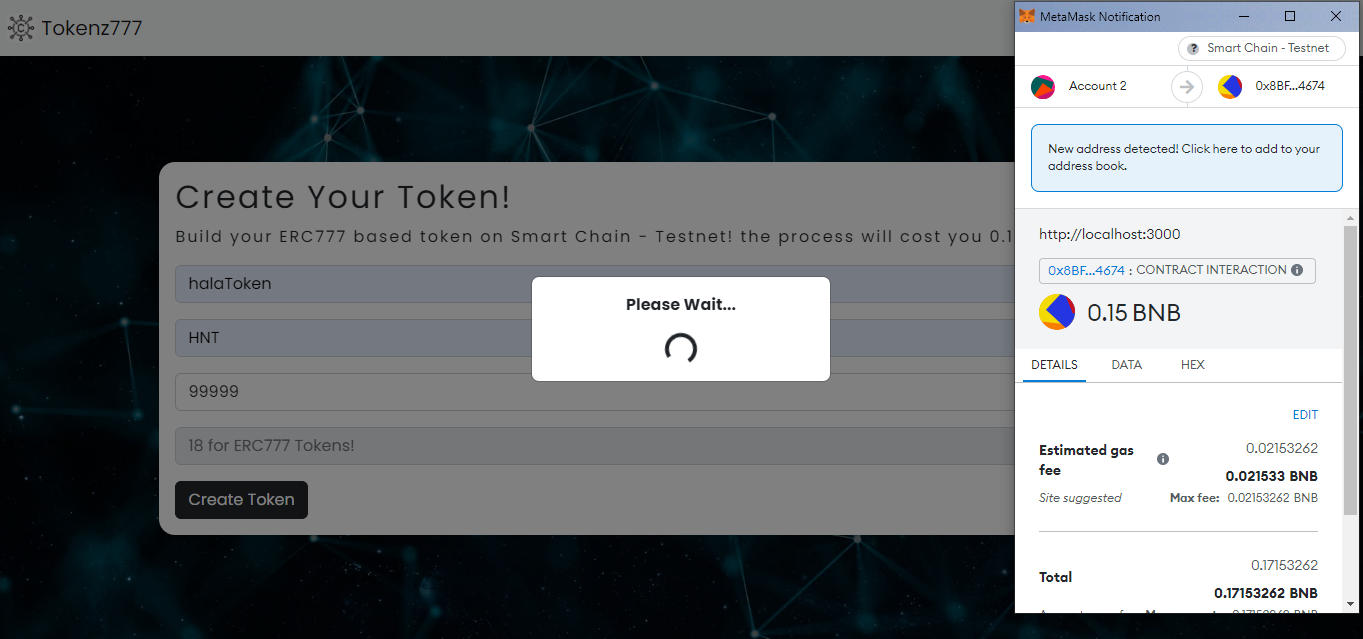 Tokenz777
Create Your Token!
Build your ERC777 based token on Smart Chain - Testnet! the process will cost you 0.1
halaToken
HNT
99999
18 for ERC777 Tokens!
Create Token
Please Wait...
MetaMask Notification
Smart Chain - Testnet
Account 2
0x8BF...4674
New address detected! Click here to add to your
address book.
http://localhost:3000
0x8BF...4674 : CONTRACT INTERACTION
0.15 BNB
DETAILS DATA HEX
EDIT
Estimated gas
fee
0.02153262
0.021533 BNB
Site suggested
Max fee: 0.02153262 BNB
0.17153262
Total
0.17153262 BNB